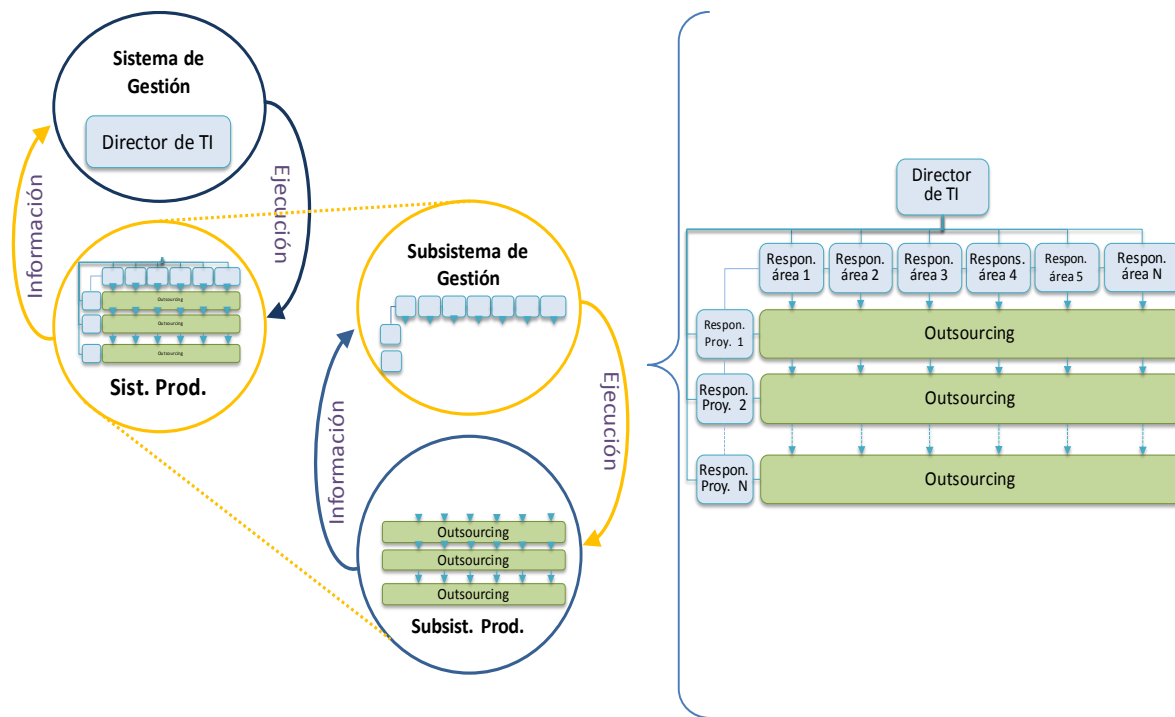 Sistema de
Gestión
Director de TI
Información
Ejecución
Outsourcing
Outsourcing
Outsourcing
Sist. Prod.
Subsistema de
Gestión
Información
Ejecución
Outsourcing
Outsourcing
Outsourcing
Subsist. Prod.
Director
de TI
Respon.
área 1
Respon.
área 2
Respon.
área 3
Respons.
área 4
Respon.
área 5
Respon.
área N
Respon.
Proy. 1
Outsourcing
Respon.
Proy. 2
Outsourcing
Respon.
Proy. N
Outsourcing